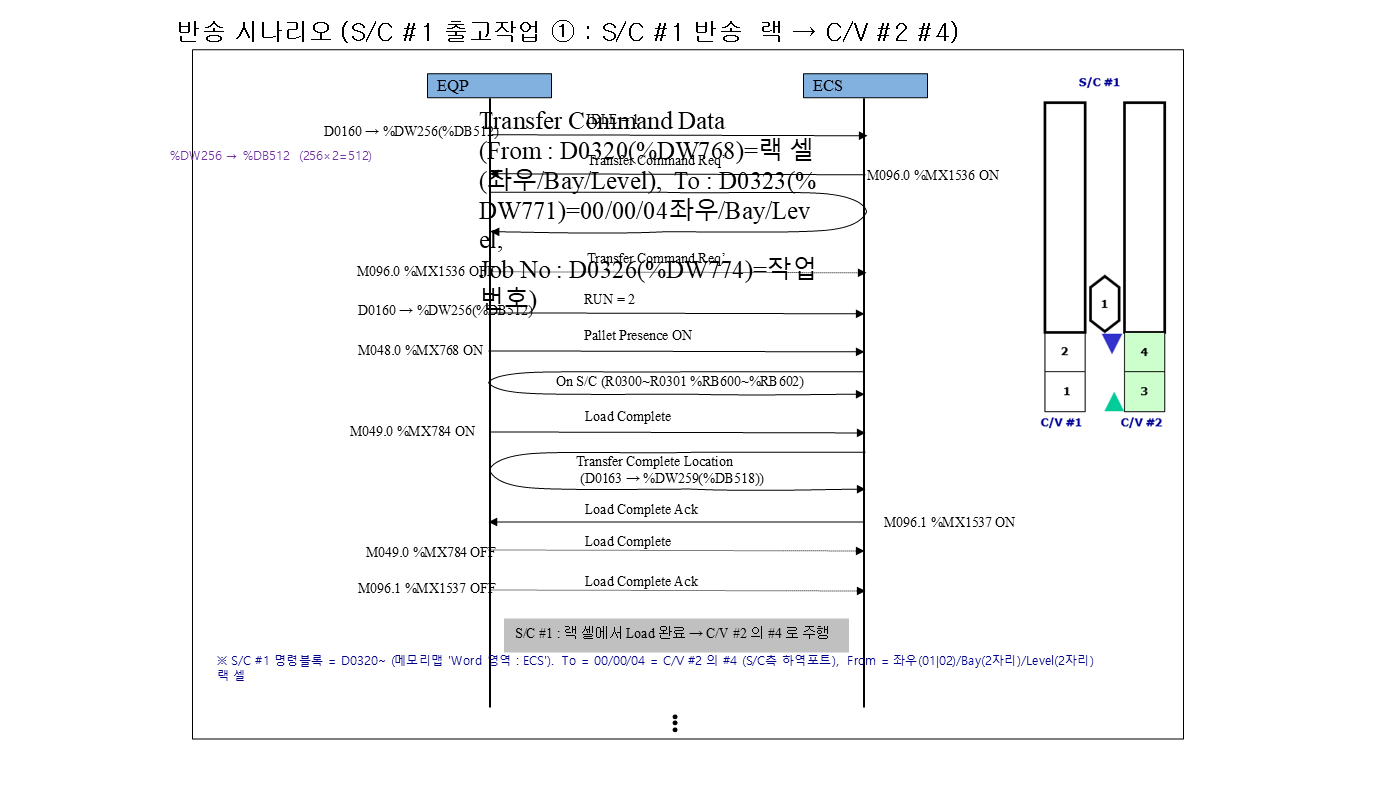 반송 시나리오 (S/C #1 출고작업 ① : S/C #1 반송 랙 → C/V #2 #4)
EQP
ECS
S/C #1
D0160 → %DW256(%DB512)
%DW256 → %DB512 (256×2=512)
Transfer Command Data
(From : D0320(%DW768)=랙 셀
(좌우/Bay/Level), To : D0323(%
DW771)=00/00/04좌우/Bay/Lev
el,
Job No : D0326(%DW774)=작업
번호)
Transfer Command Req'
M096.0 %MX1536 ON
Transfer Command Req'
M096.0 %MX1536 OFF
RUN = 2
D0160 → %DW256(%DB512)
Pallet Presence ON
M048.0 %MX768 ON
On S/C (R0300~R0301 %RB600~%RB602)
Load Complete
M049.0 %MX784 ON
Transfer Complete Location
(D0163 → %DW259(%DB518))
Load Complete Ack
M096.1 %MX1537 ON
Load Complete
M049.0 %MX784 OFF
Load Complete Ack
M096.1 %MX1537 OFF
S/C #1 : 랙 셀에서 Load 완료 → C/V #2 의 #4 로 주행
※ S/C #1 명령블록 = D0320~ (메모리맵 'Word 영역 : ECS'). To = 00/00/04 = C/V #2 의 #4 (S/C측 하역포트), From = 좌우(01|02)/Bay(2자리)/Level(2자리)
랙 셀
1
2
4
1
3
C/V #1
C/V #2